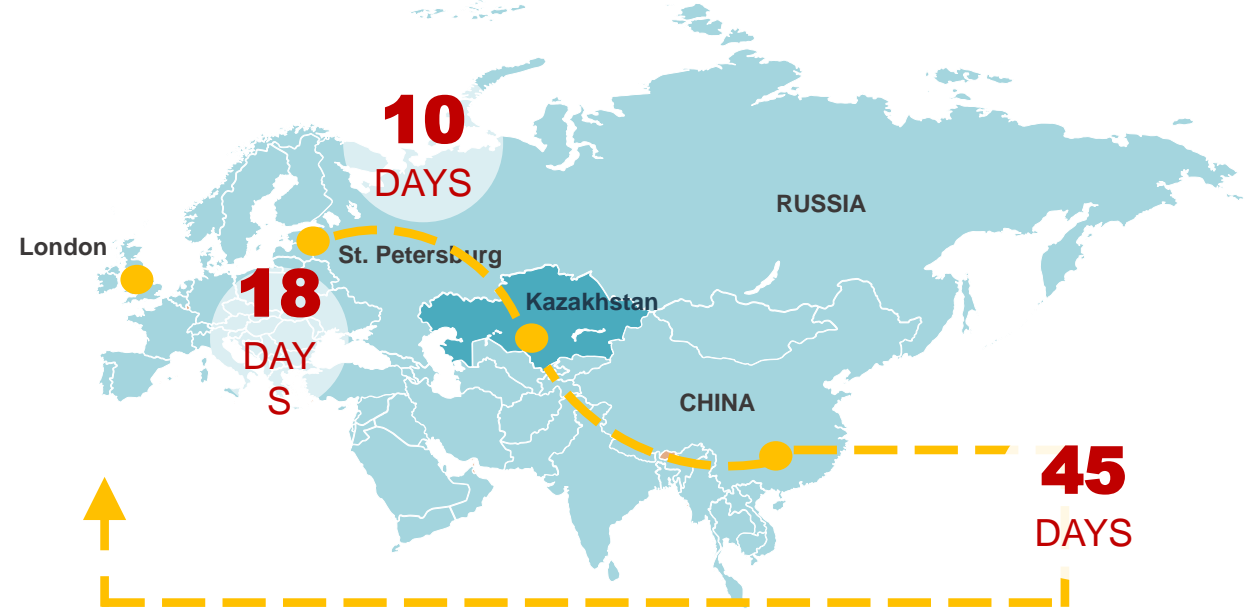 10
DAYS
RUSSIA
London
St. Petersburg
18
DAY
S
Kazakhstan
CHINA
45
DAYS